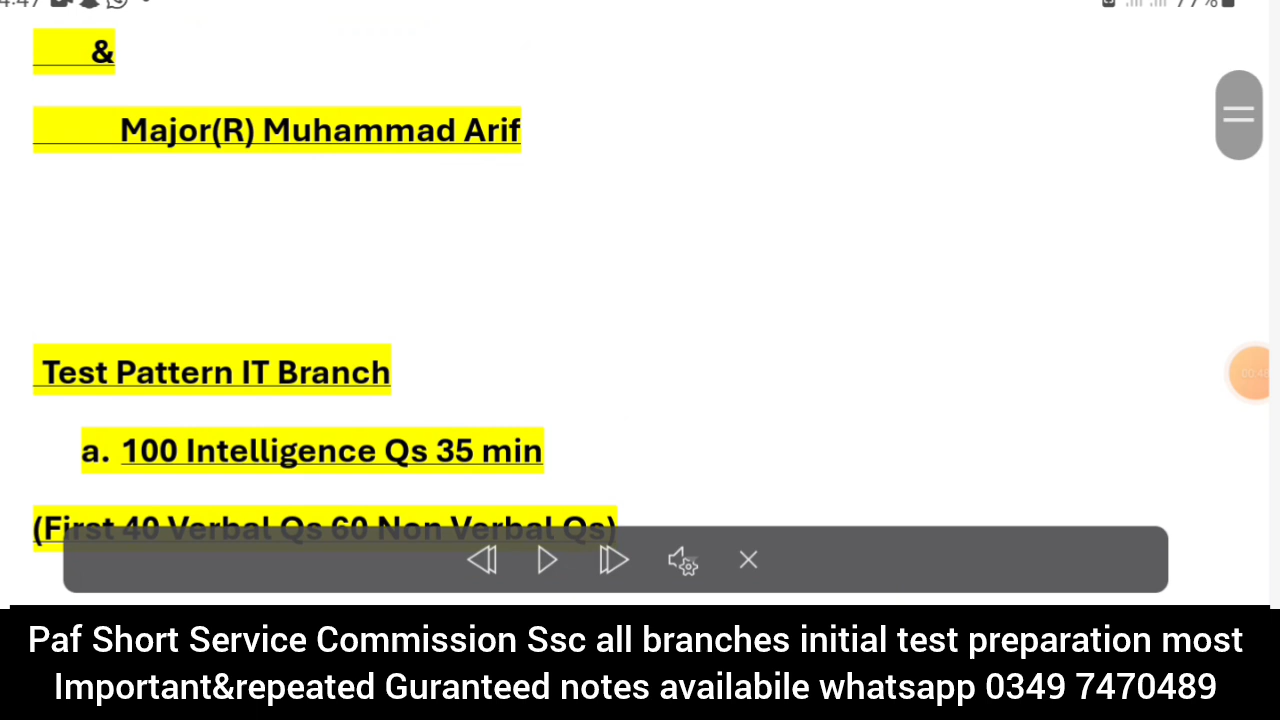 &
Major(R) Muhammad Arif
Test Pattern IT Branch
a. 100 Intelligence Qs 35 min
(First 40 Verbal Qs 60 Non Verbal Qs)
Paf Short Service Commission Ssc all branches initial test preparation most
Important&repeated Guranteed notes availabile whatsapp 0349 7470489